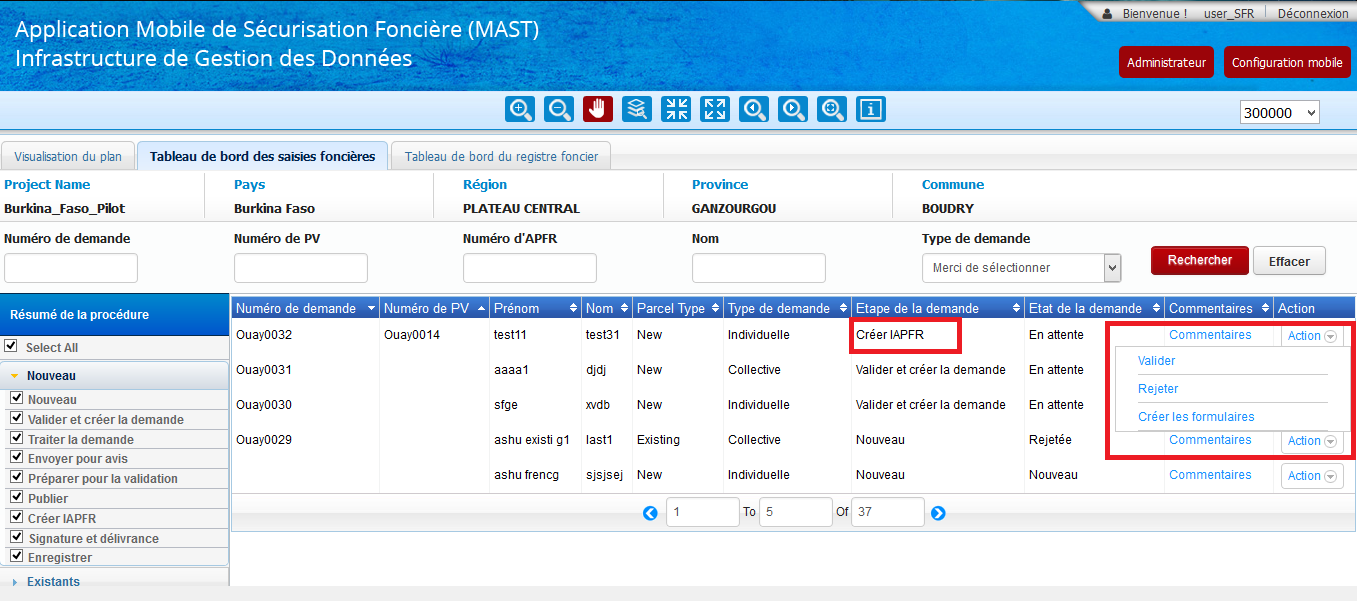 Bienvenue ! user_SFR Déconnexion
Application Mobile de Sécurisation Foncière (MAST)
Infrastructure de Gestion des Données
Administrateur Configuration mobile
300000
Visualisation du plan Tableau de bord des saisies foncières Tableau de bord du registre foncier
Project Name Pays Région Province Commune
Burkina_Faso_Pilot Burkina Faso PLATEAU CENTRAL GANZOURGOU BOUDRY
Numéro de demande Numéro de PV Numéro d'APFR Nom Type de demande
Merci de sélectionner Rechercher Effacer
Résumé de la procédure
Select All
Nouveau
Nouveau
Valider et créer la demande
Traiter la demande
Envoyer pour avis
Préparer pour la validation
Publier
Créer lAPFR
Signature et délivrance
Enregistrer
Existants
Numéro de demande Numéro de PV Prénom Nom Parcel Type Type de demande Etape de la demande Etat de la demande Commentaires Action
Ouay0032 Ouay0014 test11 test31 New Individuelle Créer lAPFR En attente Commentaires Action
Valider
Ouay0031 aaaa1 djdj New Collective Valider et créer la demande En attente
Rejeter
Ouay0030 sfge xvdb New Individuelle Valider et créer la demande En attente
Créer les formulaires
Ouay0029 ashu existi g1 last1 Existing Collective Nouveau Rejetée Commentaires Action
ashu frencg sjsjsej New Individuelle Nouveau Nouveau Commentaires Action
1 To 5 Of 37